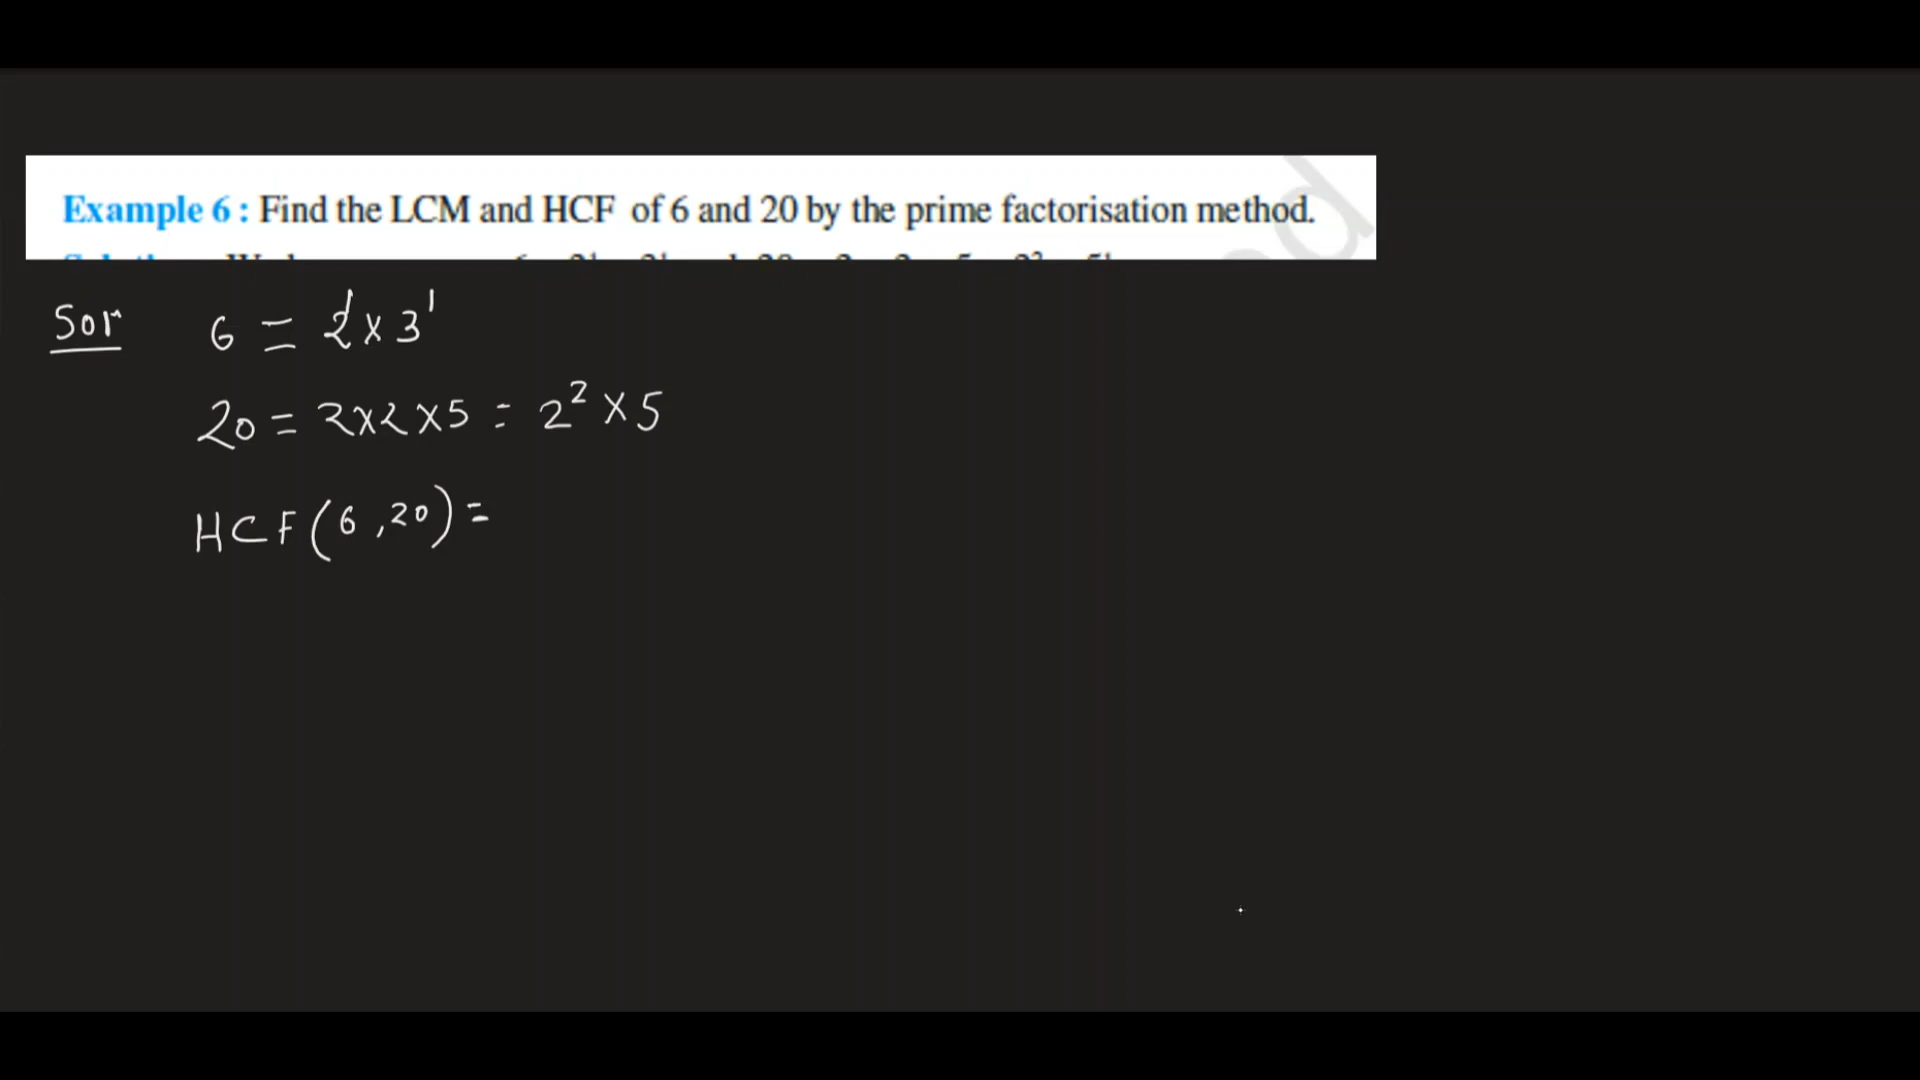 Example 6 : Find the LCM and HCF of 6 and 20 by the prime factorisation method.
Sol 6 = 2¹ x 3¹
20 = 2x2x5 = 2² x 5
HCF(6,20) =